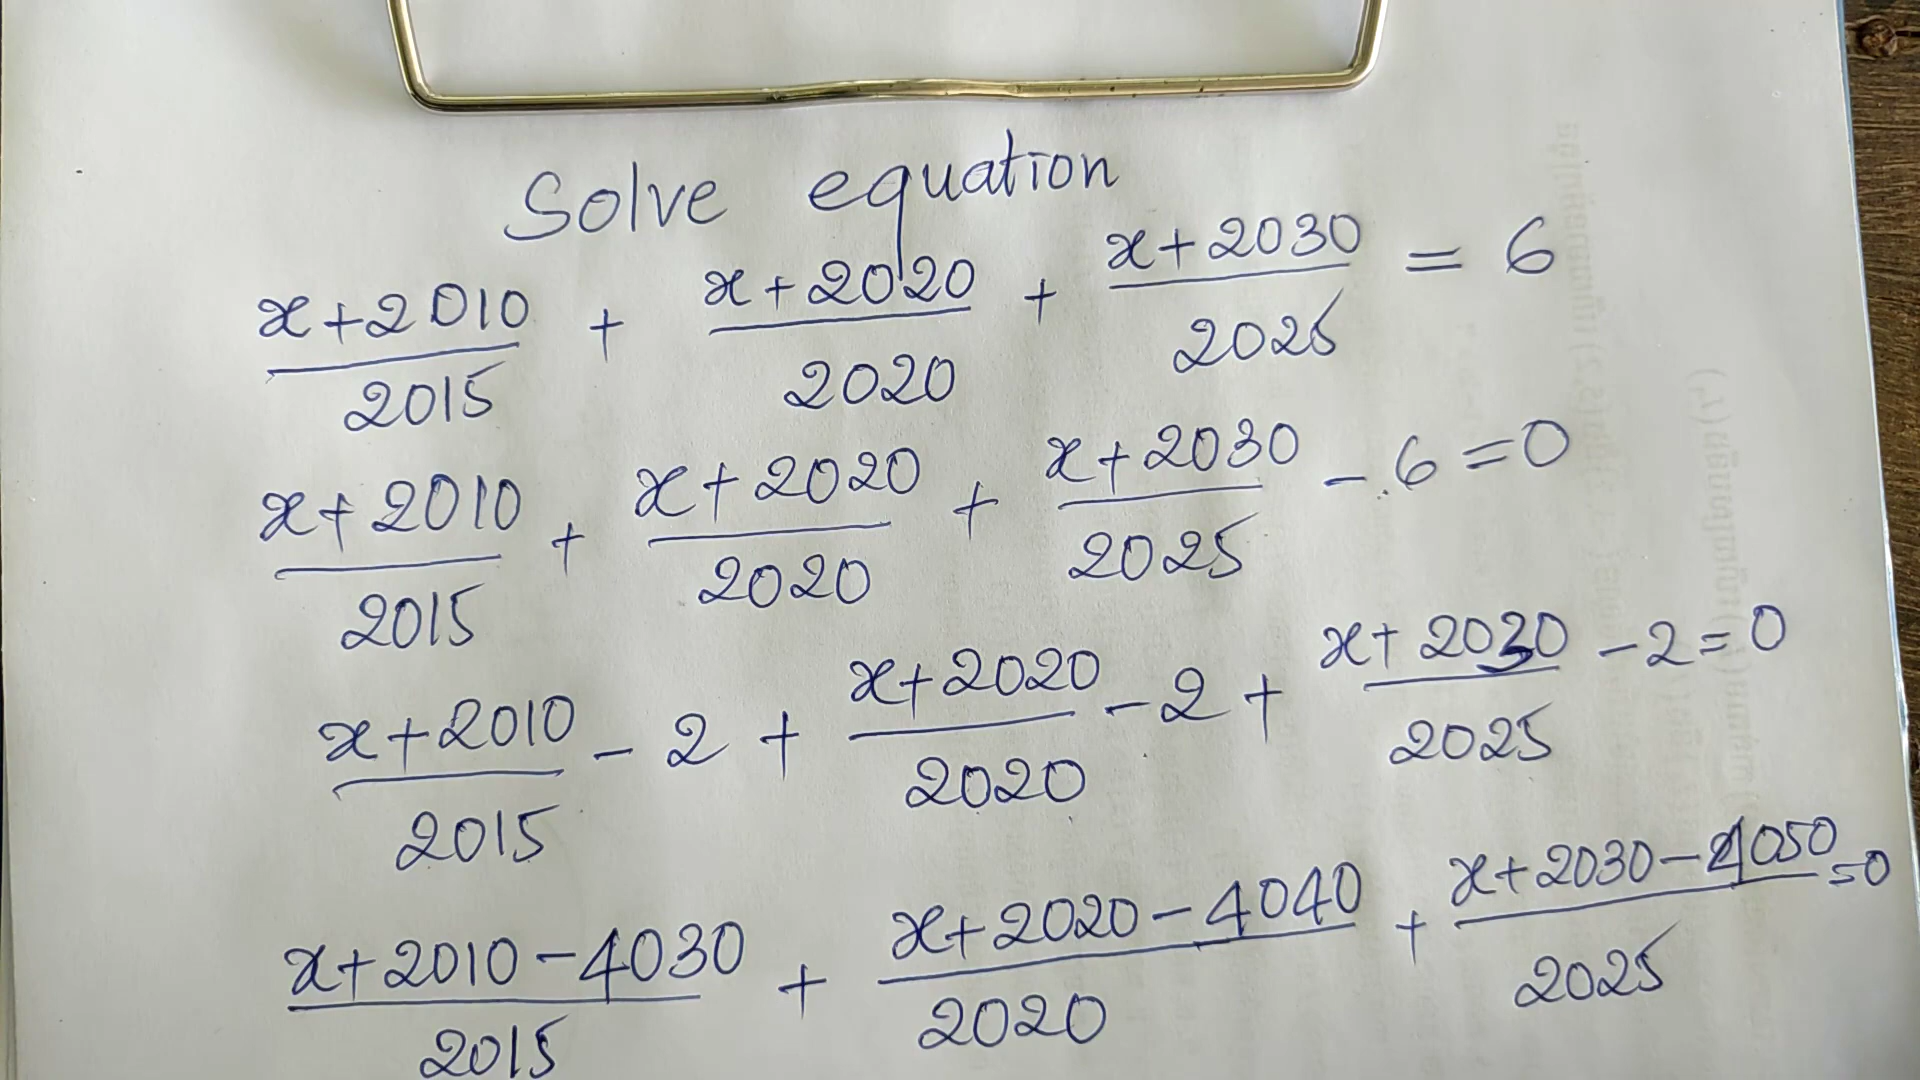 Solve equation
x+2010/2015 + x+2020/2020 + x+2030/2025 = 6
x+2010/2015 + x+2020/2020 + x+2030/2025 - 6 = 0
x+2010/2015 - 2 + x+2020/2020 - 2 + x+2030/2025 - 2 = 0
x+2010-4030/2015 + x+2020-4040/2020 + x+2030-4050/2025 = 0